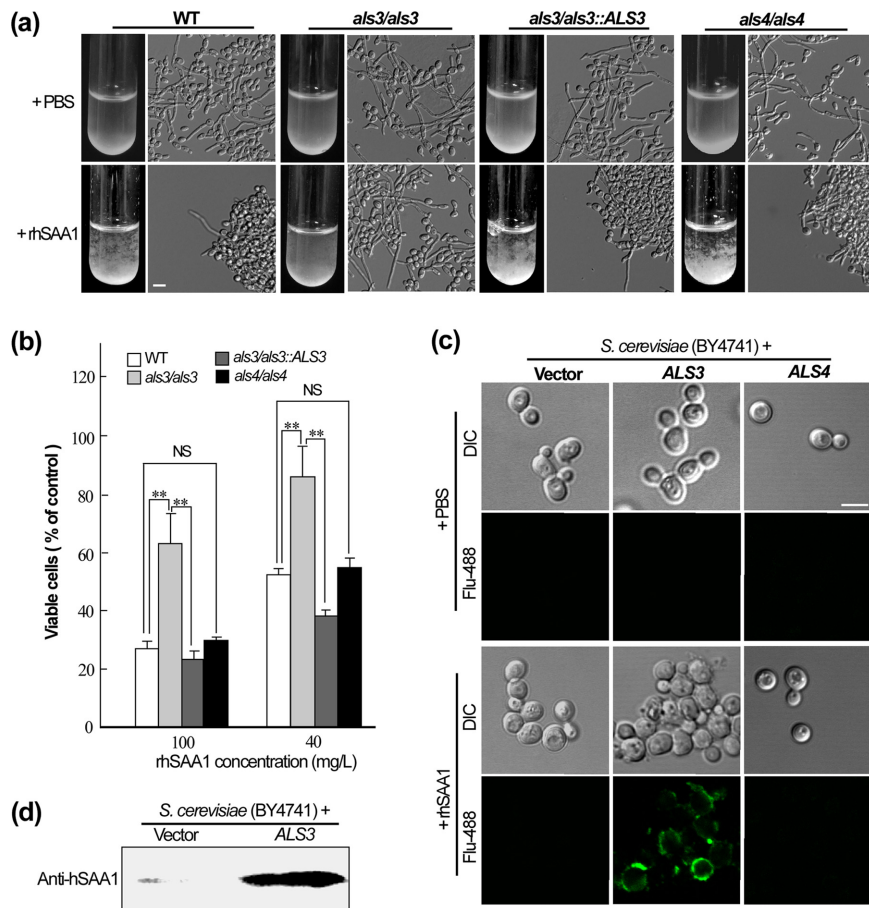 (a)
WT
als3/als3
als3/als3::ALS3
als4/als4
+ PBS
+ rhSAA1
(b)
WT
als3/als3::ALS3
als3/als3
als4/als4
Viable cells ( % of control)
120
100
80
60
40
20
0
NS
**
**
NS
**
**
100
40
rhSAA1 concentration (mg/L)
(c)
S. cerevisiae (BY4741) +
Vector
ALS3
ALS4
+ PBS
DIC
Flu-488
+ rhSAA1
DIC
Flu-488
(d)
S. cerevisiae (BY4741) +
Vector
ALS3
Anti-hSAA1